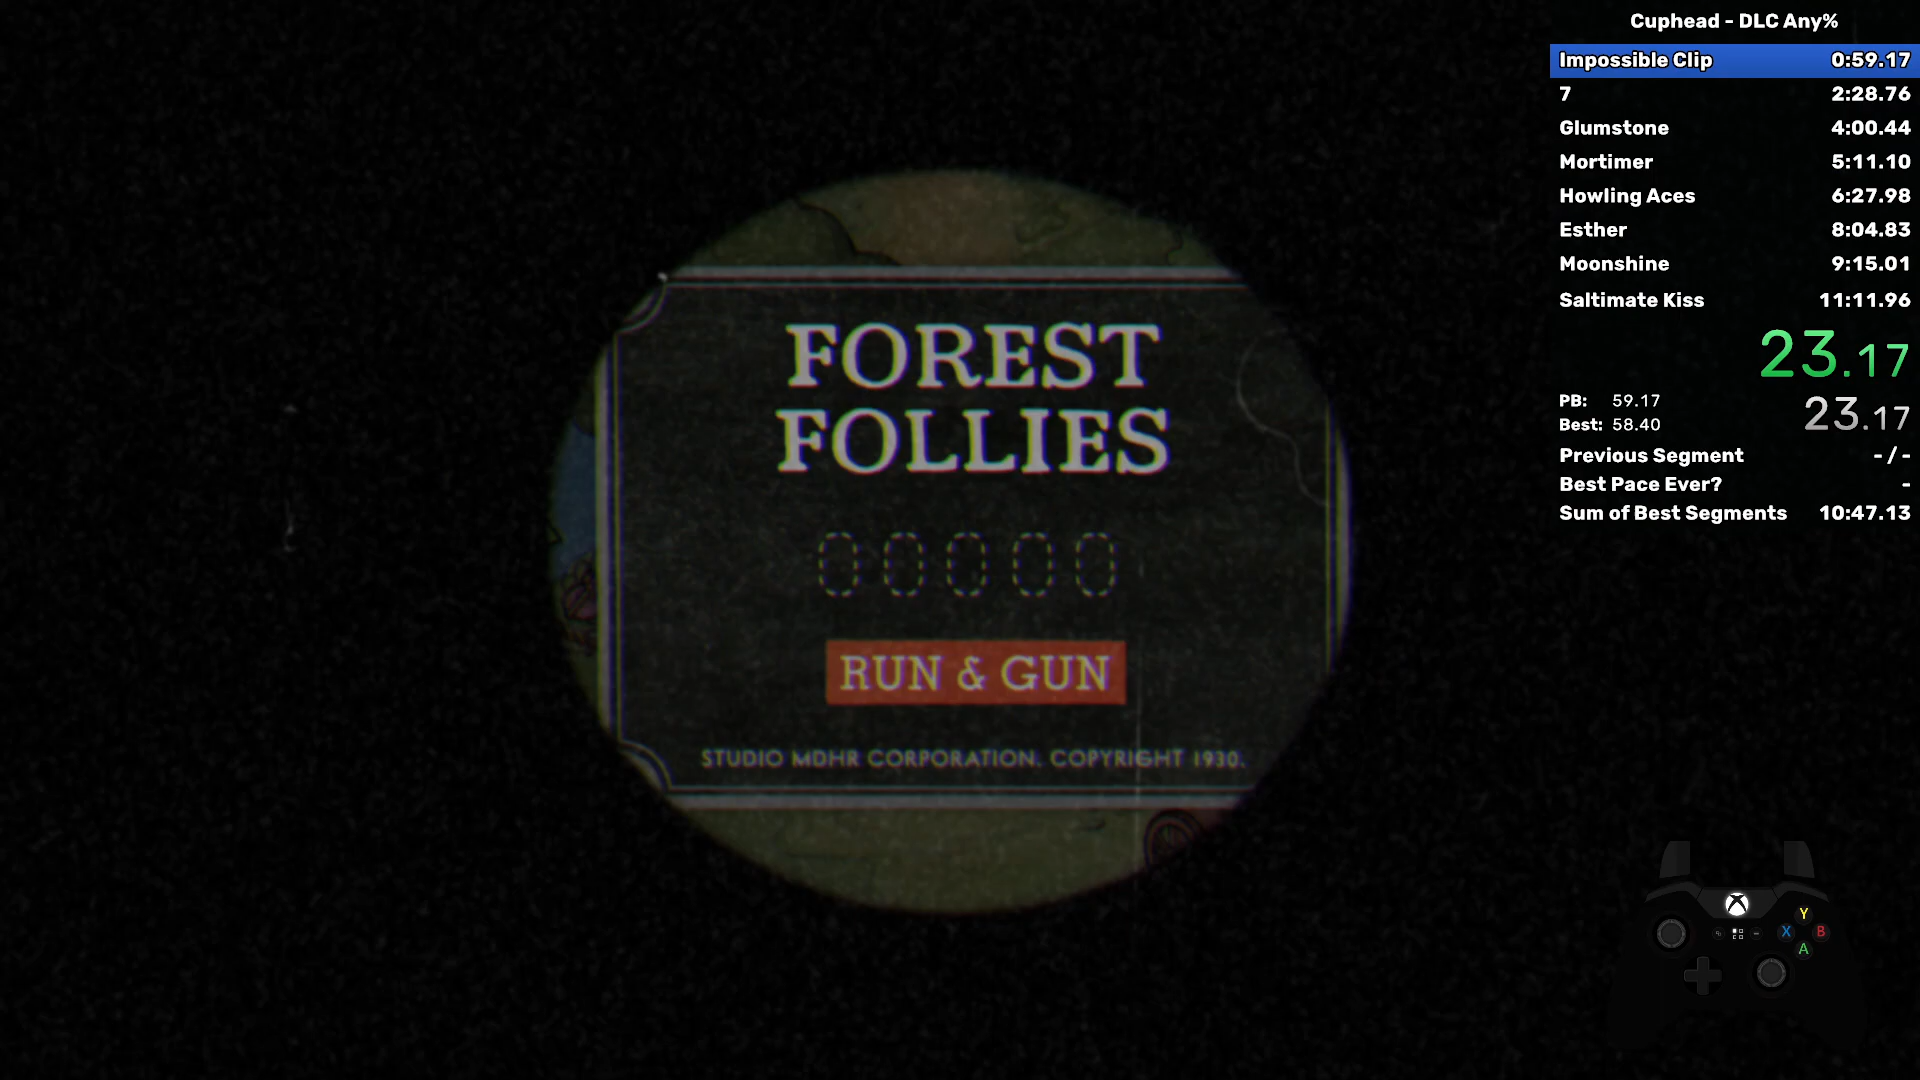 Cuphead - DLC Any%
Impossible Clip 0:59.17
7 2:28.76
Glumstone 4:00.44
Mortimer 5:11.10
Howling Aces 6:27.98
Esther 8:04.83
Moonshine 9:15.01
Saltimate Kiss 11:11.96
23.17
PB: 59.17
Best: 58.40
23.17
Previous Segment - / -
Best Pace Ever? -
Sum of Best Segments 10:47.13
FOREST
FOLLIES
00000
RUN & GUN
STUDIO MDHR CORPORATION. COPYRIGHT 1930.
Y
X B
A